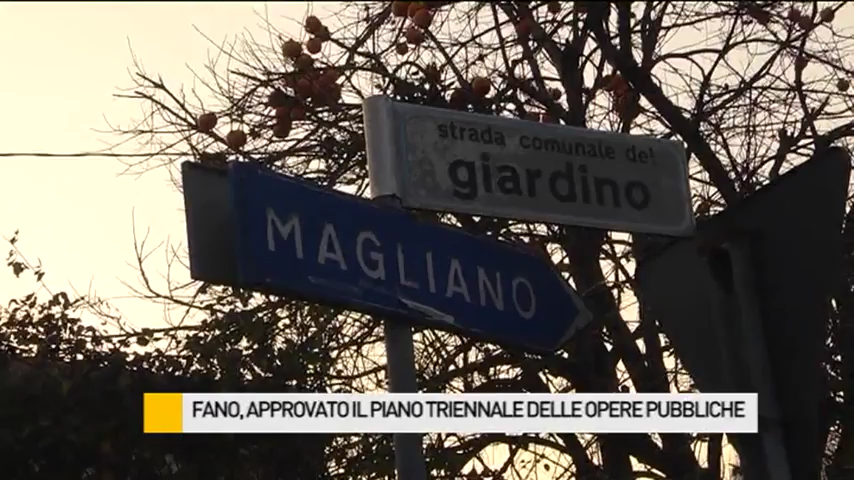 strada comunale del
giardino
MAGLIANO
FANO, APPROVATO IL PIANO TRIENNALE DELLE OPERE PUBBLICHE